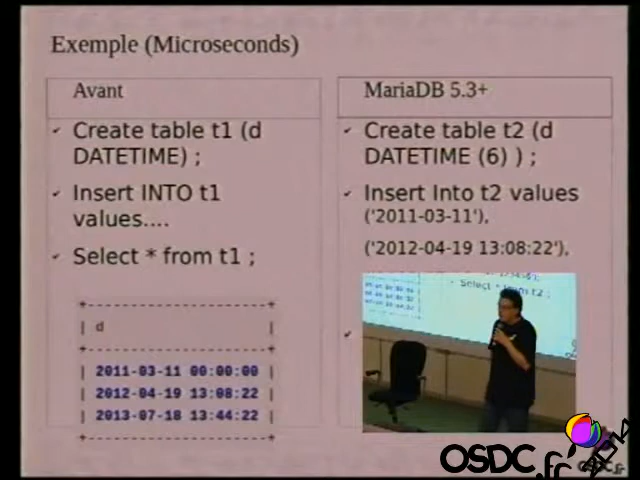 Exemple (Microseconds)
Avant
Create table t1 (d
DATETIME) ;
Insert INTO t1
values....
Select * from t1 ;
d
2011-03-11 00:00:00
2012-04-19 13:08:22
2013-07-18 13:44:22
MariaDB 5.3+
Create table t2 (d
DATETIME (6) ) ;
Insert Into t2 values
('2011-03-11'),
('2012-04-19 13:08:22'),
Select * from t2 ;
OSDC.fr